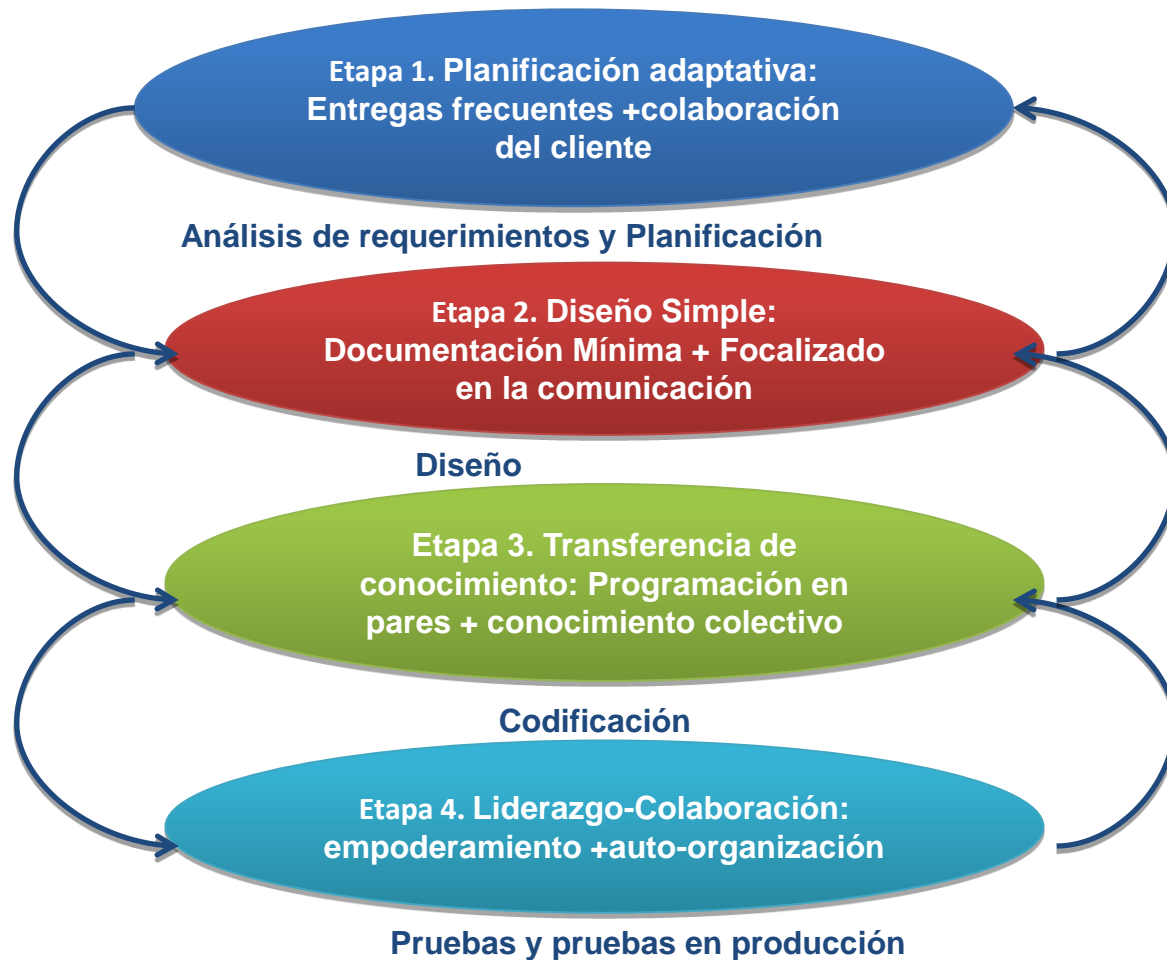 Etapa 1. Planificación adaptativa:
Entregas frecuentes +colaboración
del cliente
Análisis de requerimientos y Planificación
Etapa 2. Diseño Simple:
Documentación Mínima + Focalizado
en la comunicación
Diseño
Etapa 3. Transferencia de
conocimiento: Programación en
pares + conocimiento colectivo
Codificación
Etapa 4. Liderazgo-Colaboración:
empoderamiento +auto-organización
Pruebas y pruebas en producción